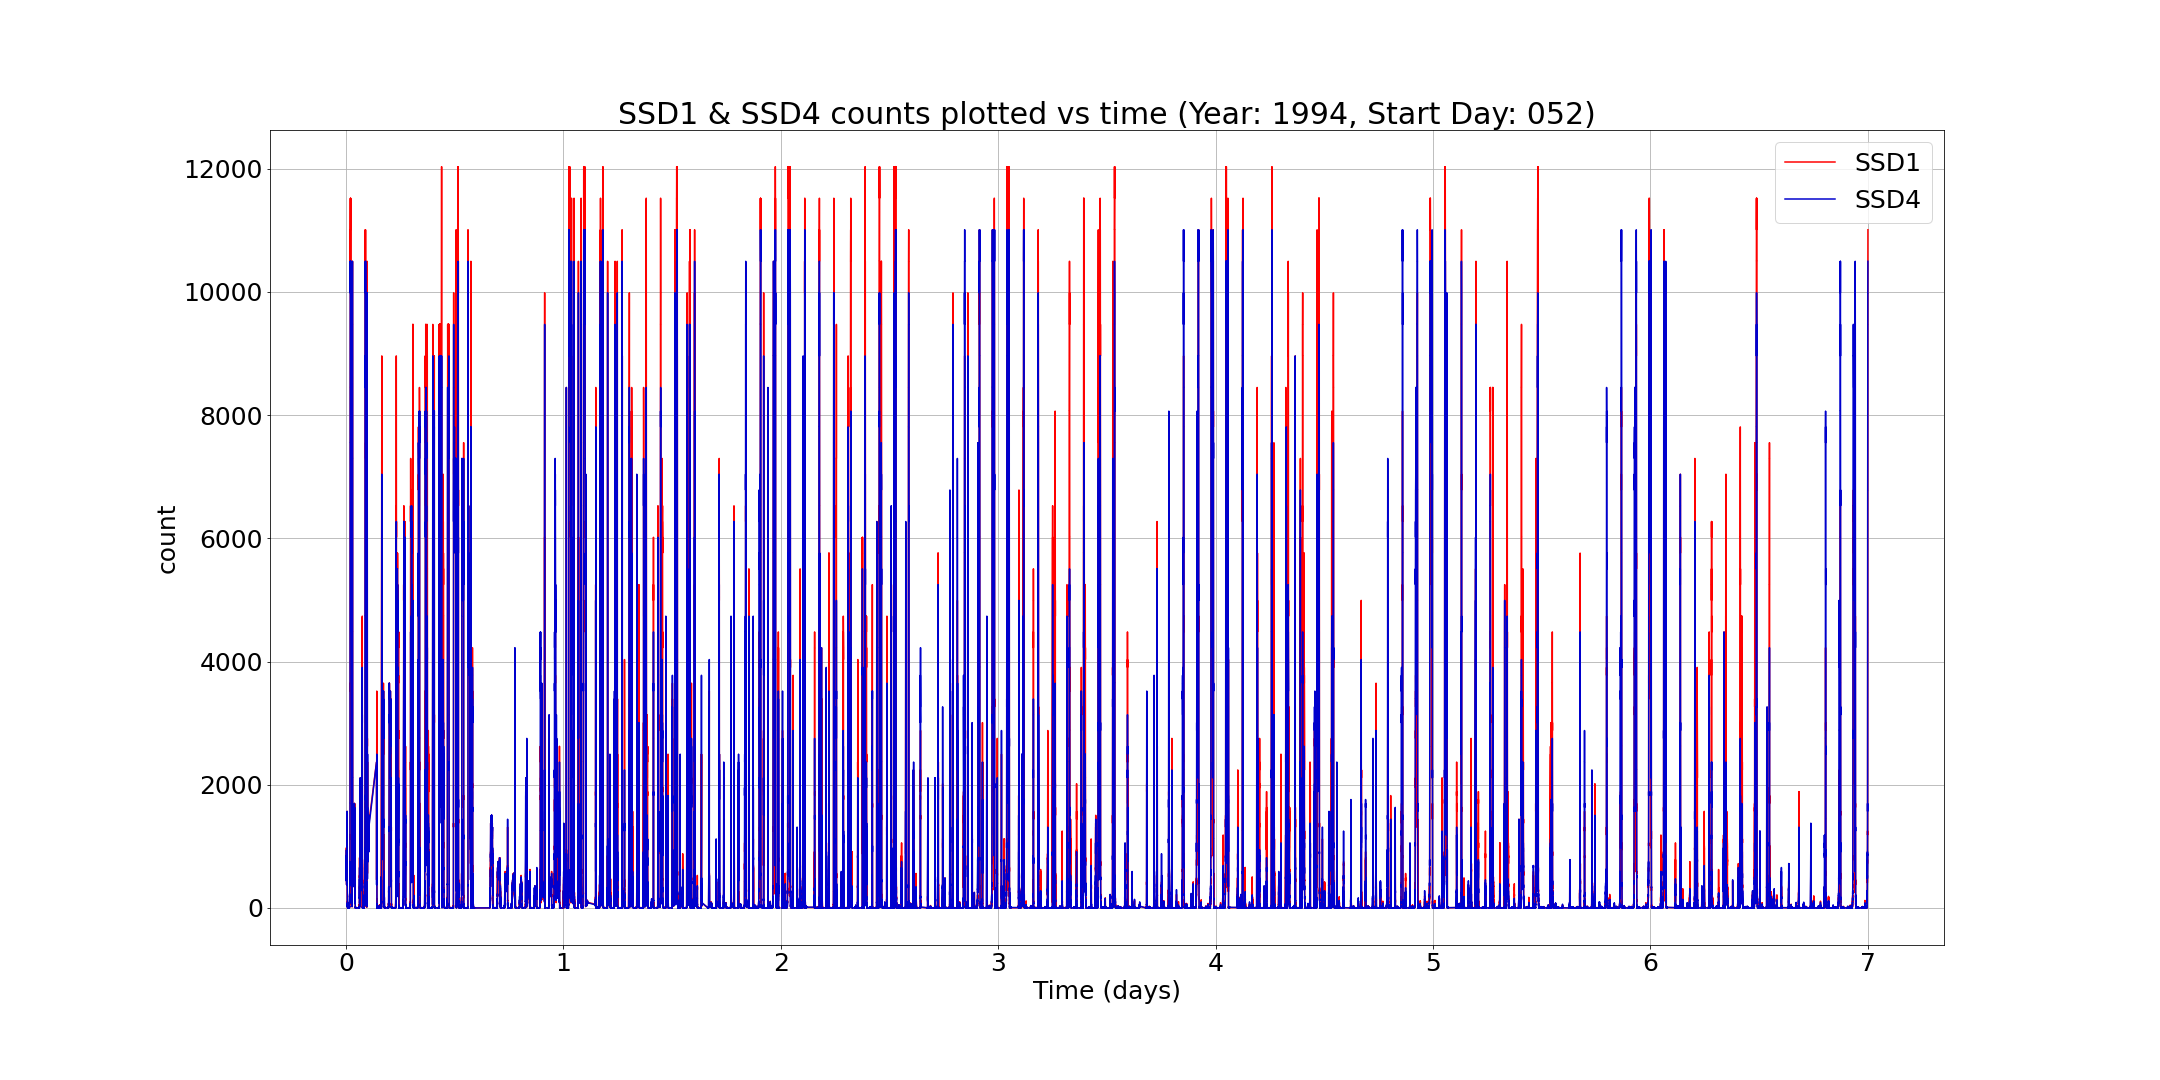 SSD1 & SSD4 counts plotted vs time (Year: 1994, Start Day: 052)
SSD1
SSD4
12000
10000
8000
6000
4000
2000
0
count
0 1 2 3 4 5 6 7
Time (days)